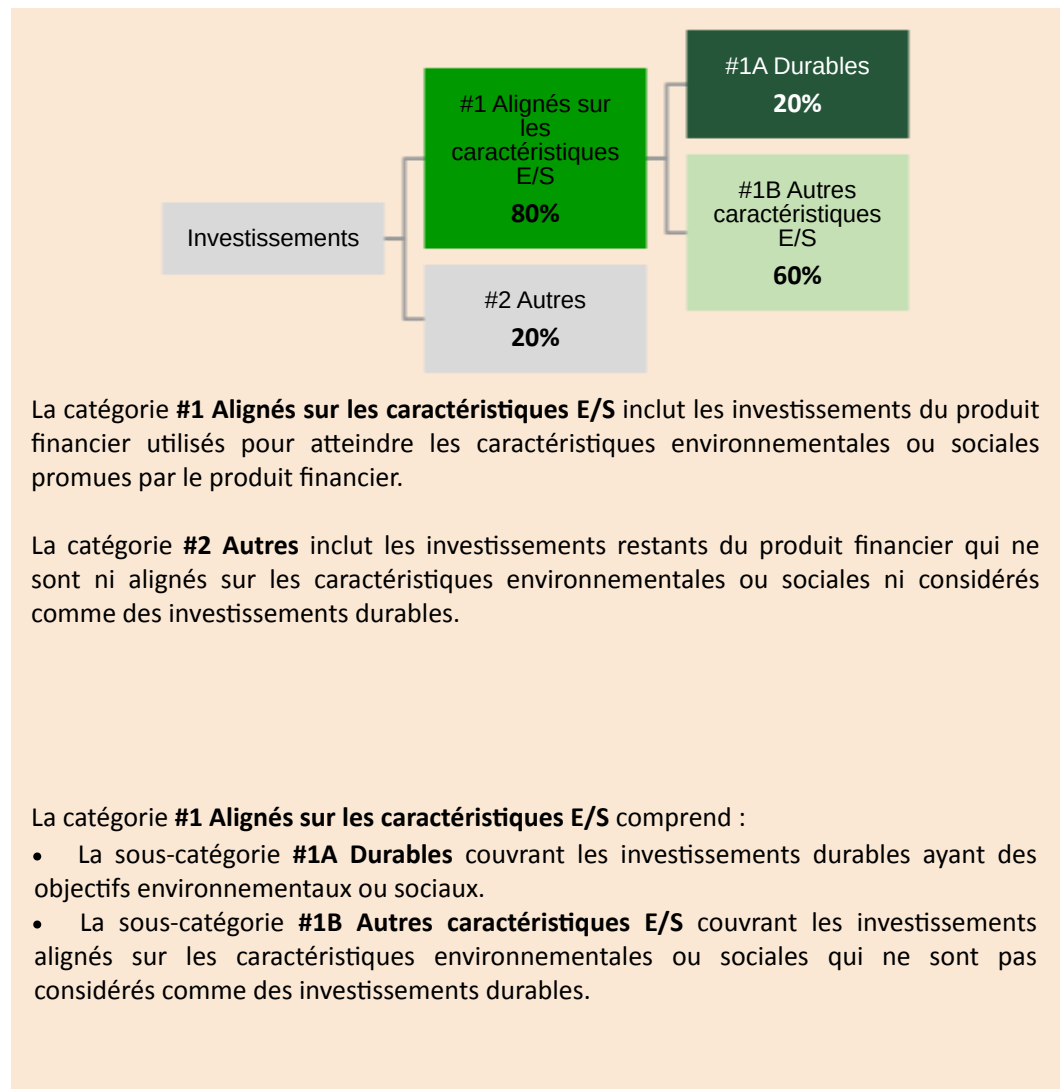 #1A Durables
20%
#1 Alignés sur
les
caractéristiques
E/S
80%
#1B Autres
caractéristiques
E/S
60%
Investissements
#2 Autres
20%
La catégorie #1 Alignés sur les caractéristiques E/S inclut les investissements du produit
financier utilisés pour atteindre les caractéristiques environnementales ou sociales
promues par le produit financier.
La catégorie #2 Autres inclut les investissements restants du produit financier qui ne
sont ni alignés sur les caractéristiques environnementales ou sociales ni considérés
comme des investissements durables.
La catégorie #1 Alignés sur les caractéristiques E/S comprend :
• La sous-catégorie #1A Durables couvrant les investissements durables ayant des
objectifs environnementaux ou sociaux.
• La sous-catégorie #1B Autres caractéristiques E/S couvrant les investissements
alignés sur les caractéristiques environnementales ou sociales qui ne sont pas
considérés comme des investissements durables.